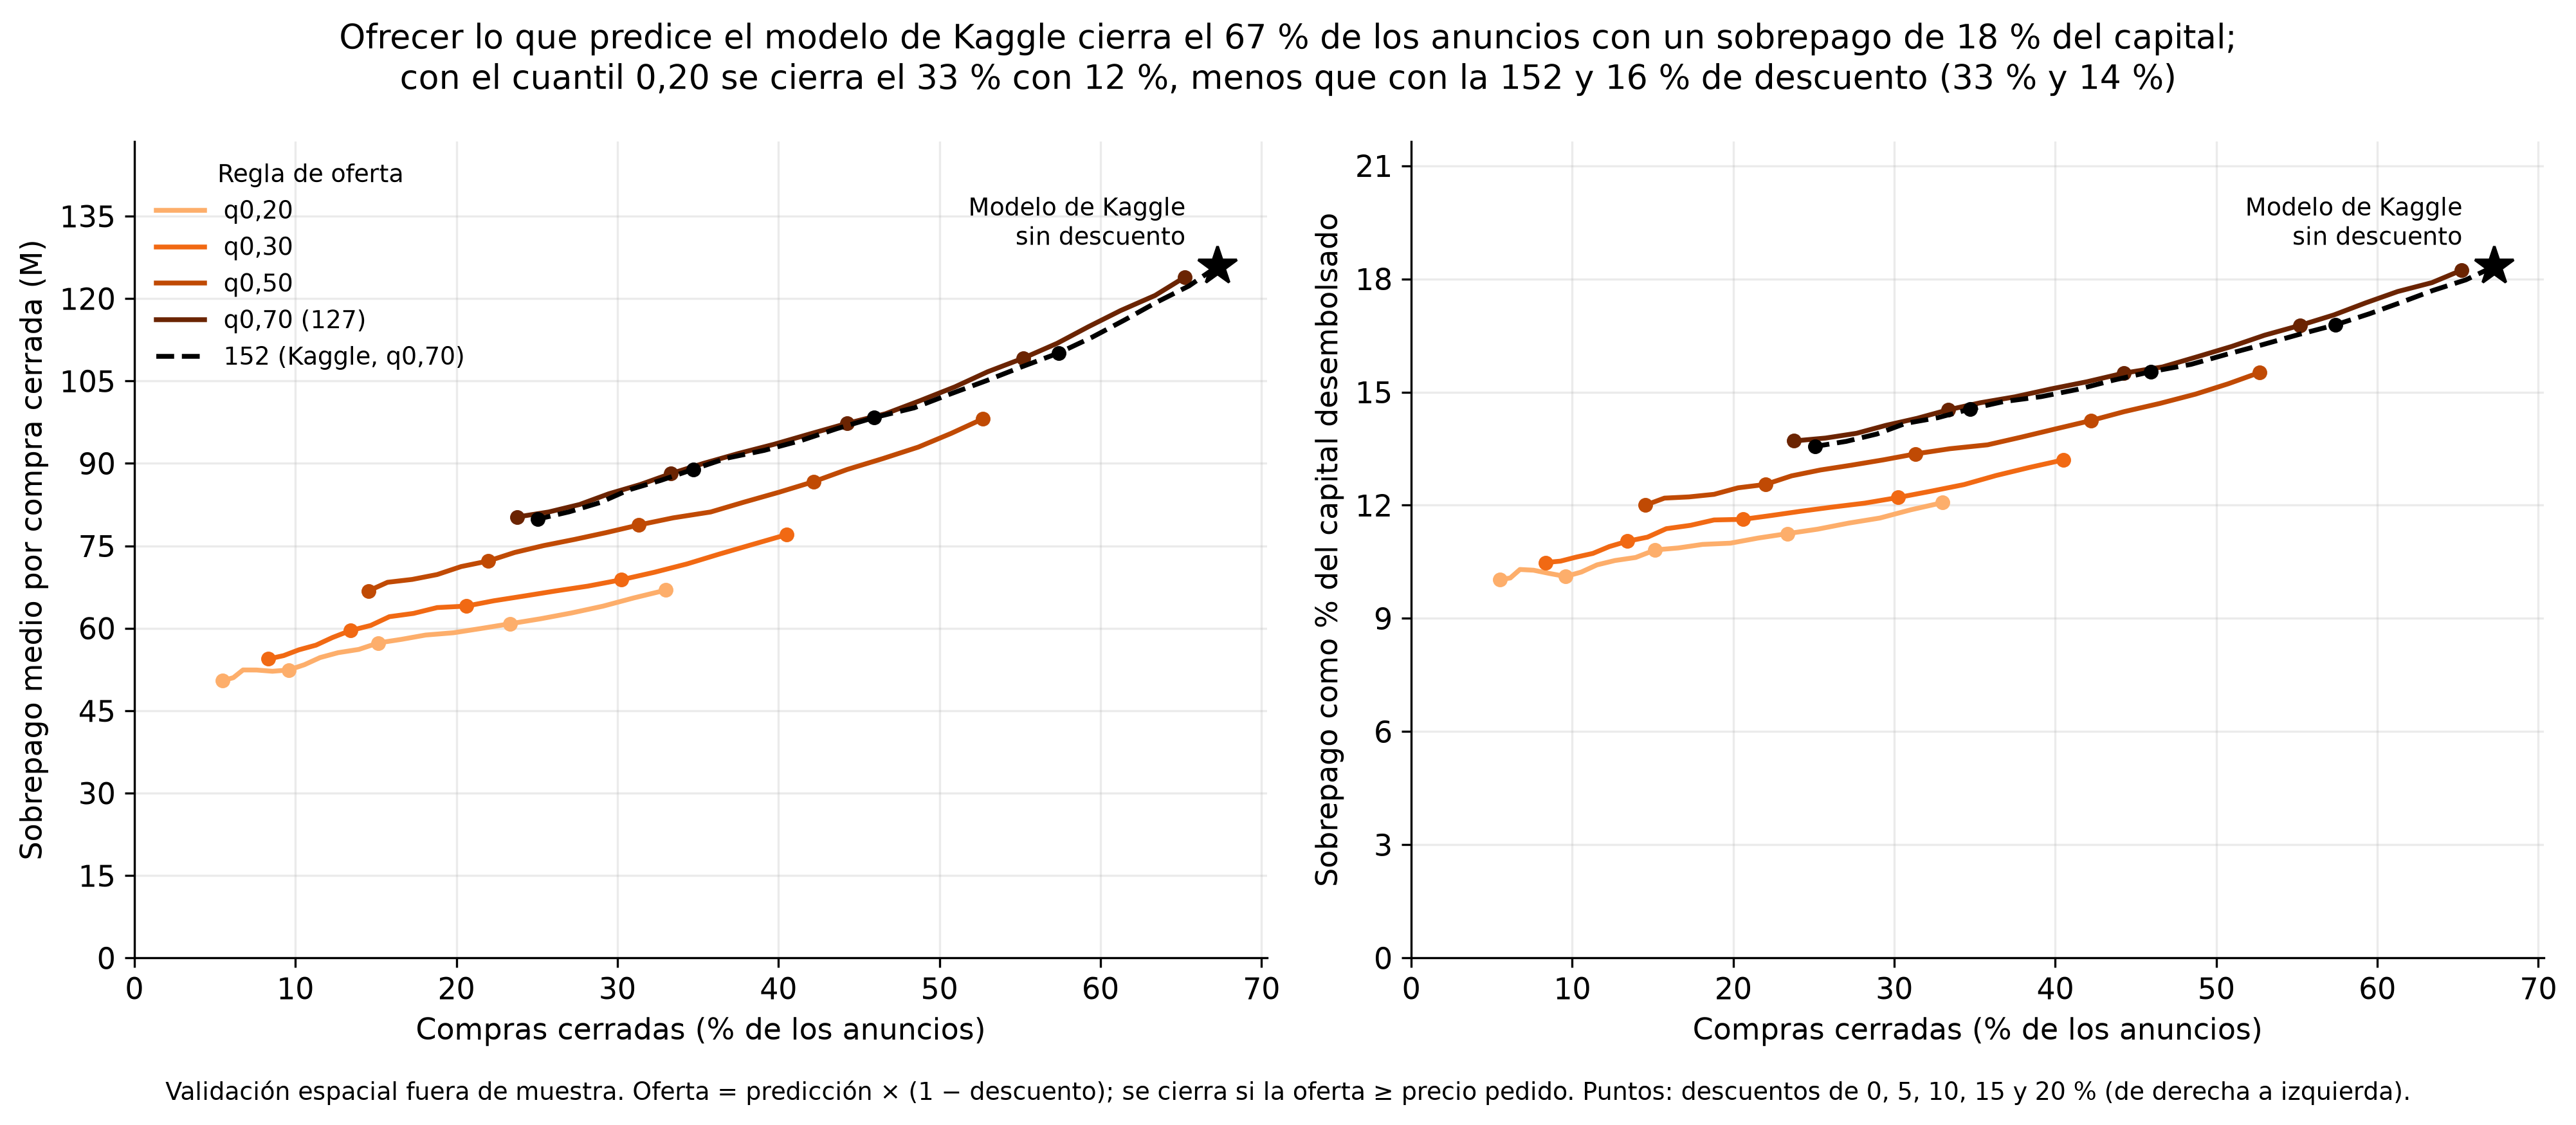 Ofrecer lo que predice el modelo de Kaggle cierra el 67 % de los anuncios con un sobrepago de 18 % del capital;
con el cuantil 0,20 se cierra el 33 % con 12 %, menos que con la 152 y 16 % de descuento (33 % y 14 %)
Sobrepago medio por compra cerrada (M)
135
120
105
90
75
60
45
30
15
0
Regla de oferta
q0,20
q0,30
q0,50
q0,70 (127)
152 (Kaggle, q0,70)
Modelo de Kaggle
sin descuento
0 10 20 30 40 50 60 70
Compras cerradas (% de los anuncios)
Sobrepago como % del capital desembolsado
21
18
15
12
9
6
3
0
Modelo de Kaggle
sin descuento
0 10 20 30 40 50 60 70
Compras cerradas (% de los anuncios)
Validación espacial fuera de muestra. Oferta = predicción × (1 − descuento); se cierra si la oferta ≥ precio pedido. Puntos: descuentos de 0, 5, 10, 15 y 20 % (de derecha a izquierda).